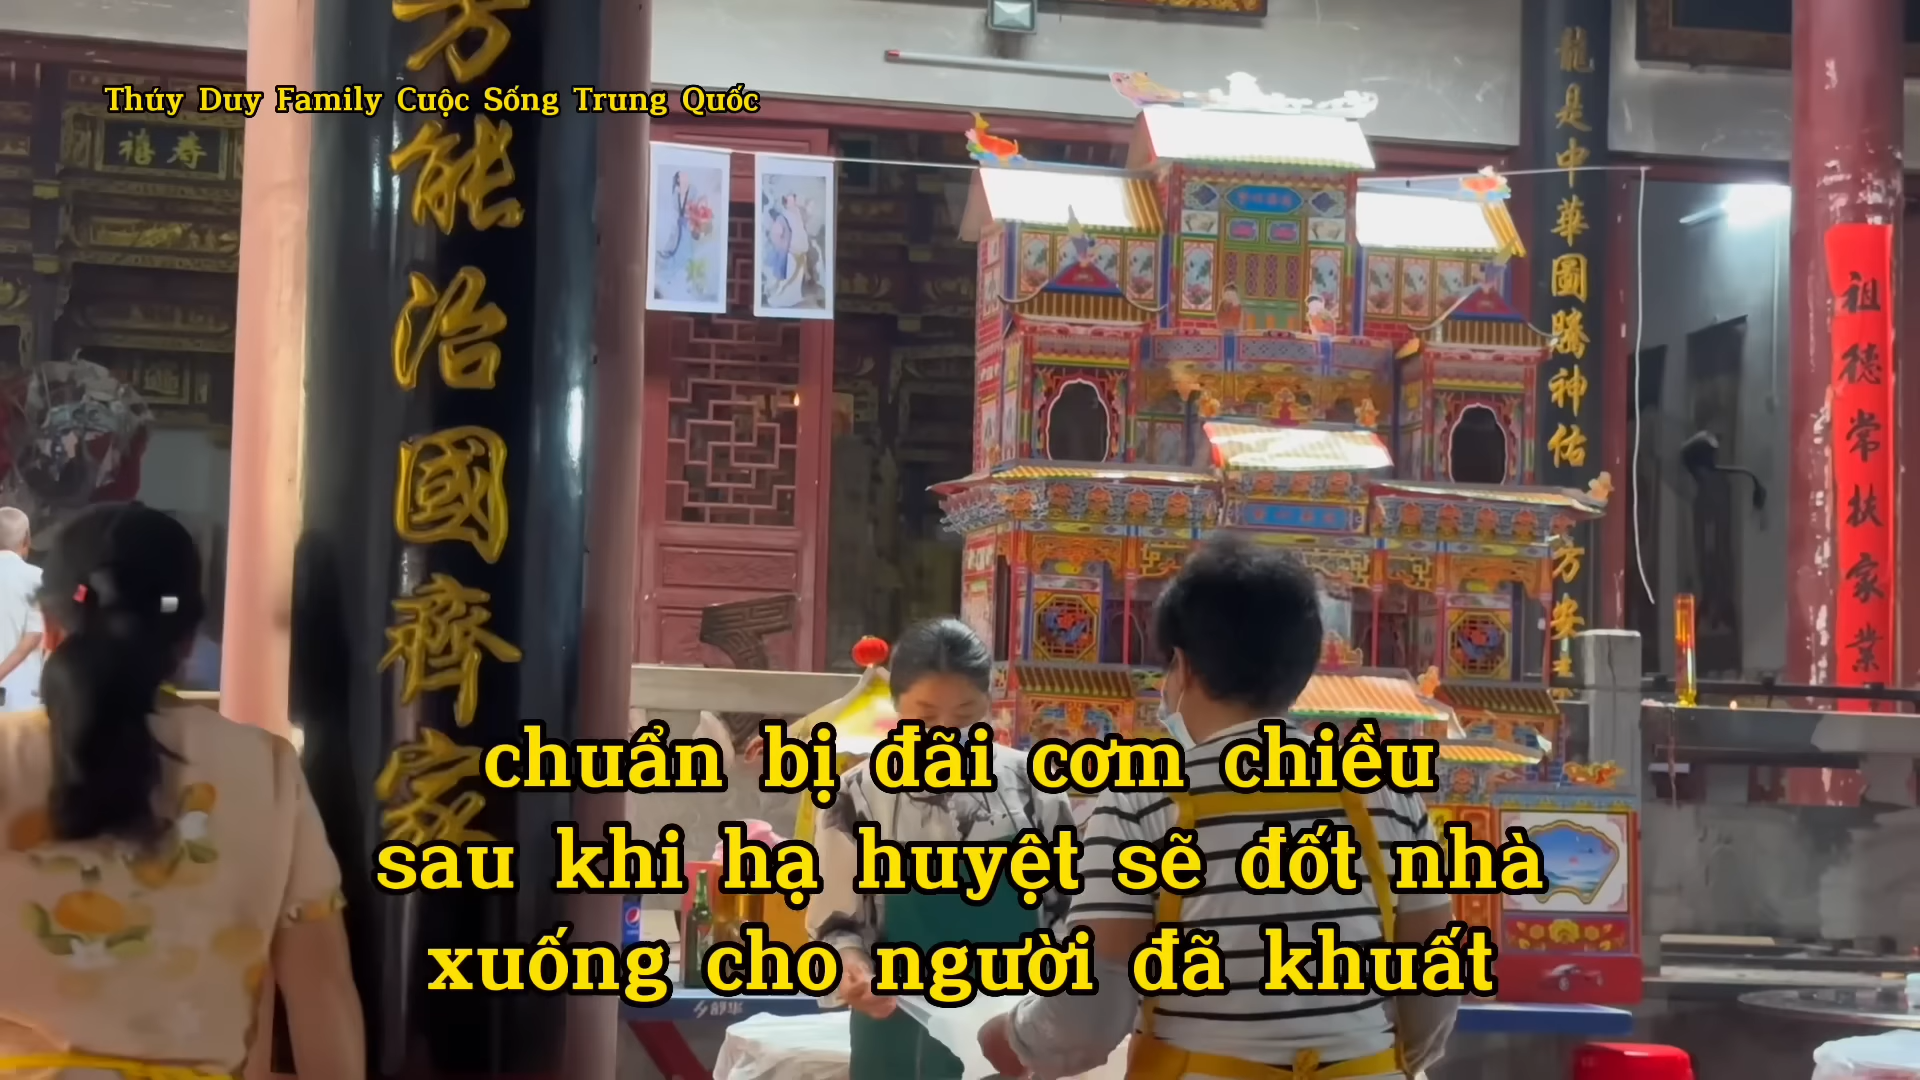 Thúy Duy Family Cuộc Sống Trung Quốc
能治國齊家
龍是中華圖騰神佑
方安
祖德常扶家業
chuẩn bị đãi cơm chiều
sau khi hạ huyệt sẽ đốt nhà
xuống cho người đã khuất